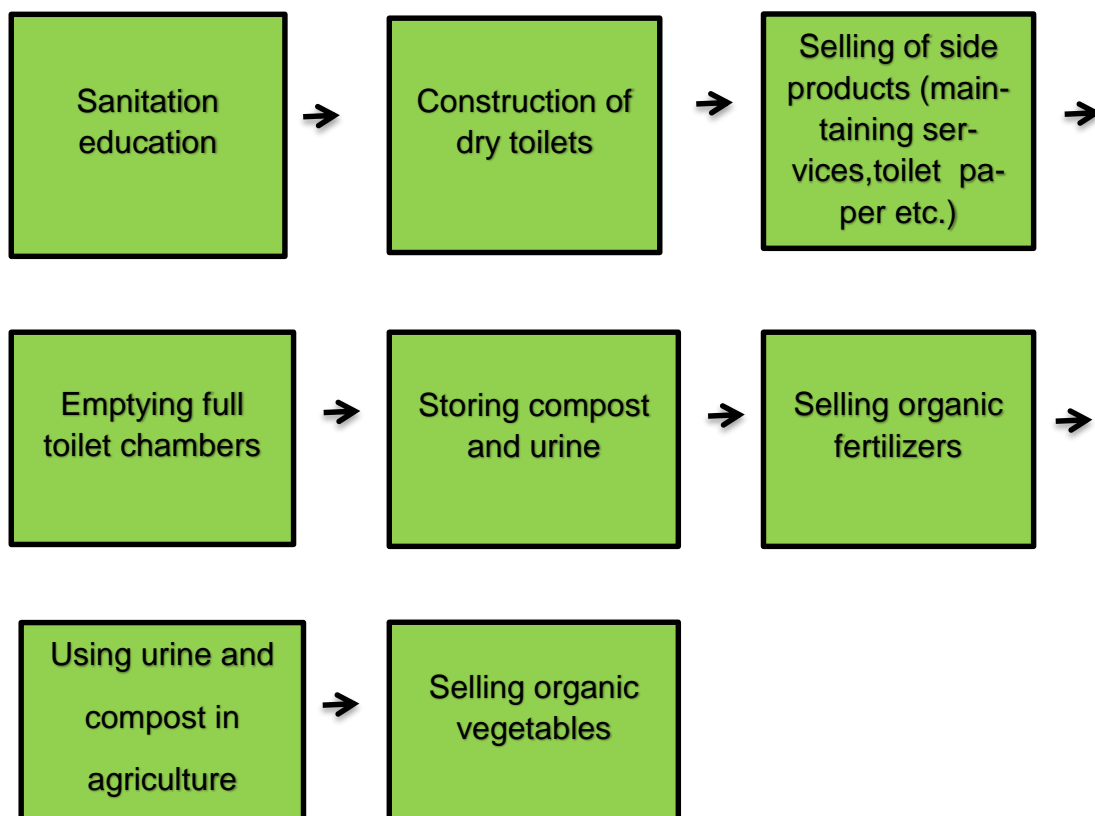 Sanitation
education
Construction of
dry toilets
Selling of side
products (main-
taining ser-
vices,toilet  pa-
per etc.)
Emptying full
toilet chambers
Storing compost
and urine
Selling organic
fertilizers
Using urine and
compost in
agriculture
Selling organic
vegetables